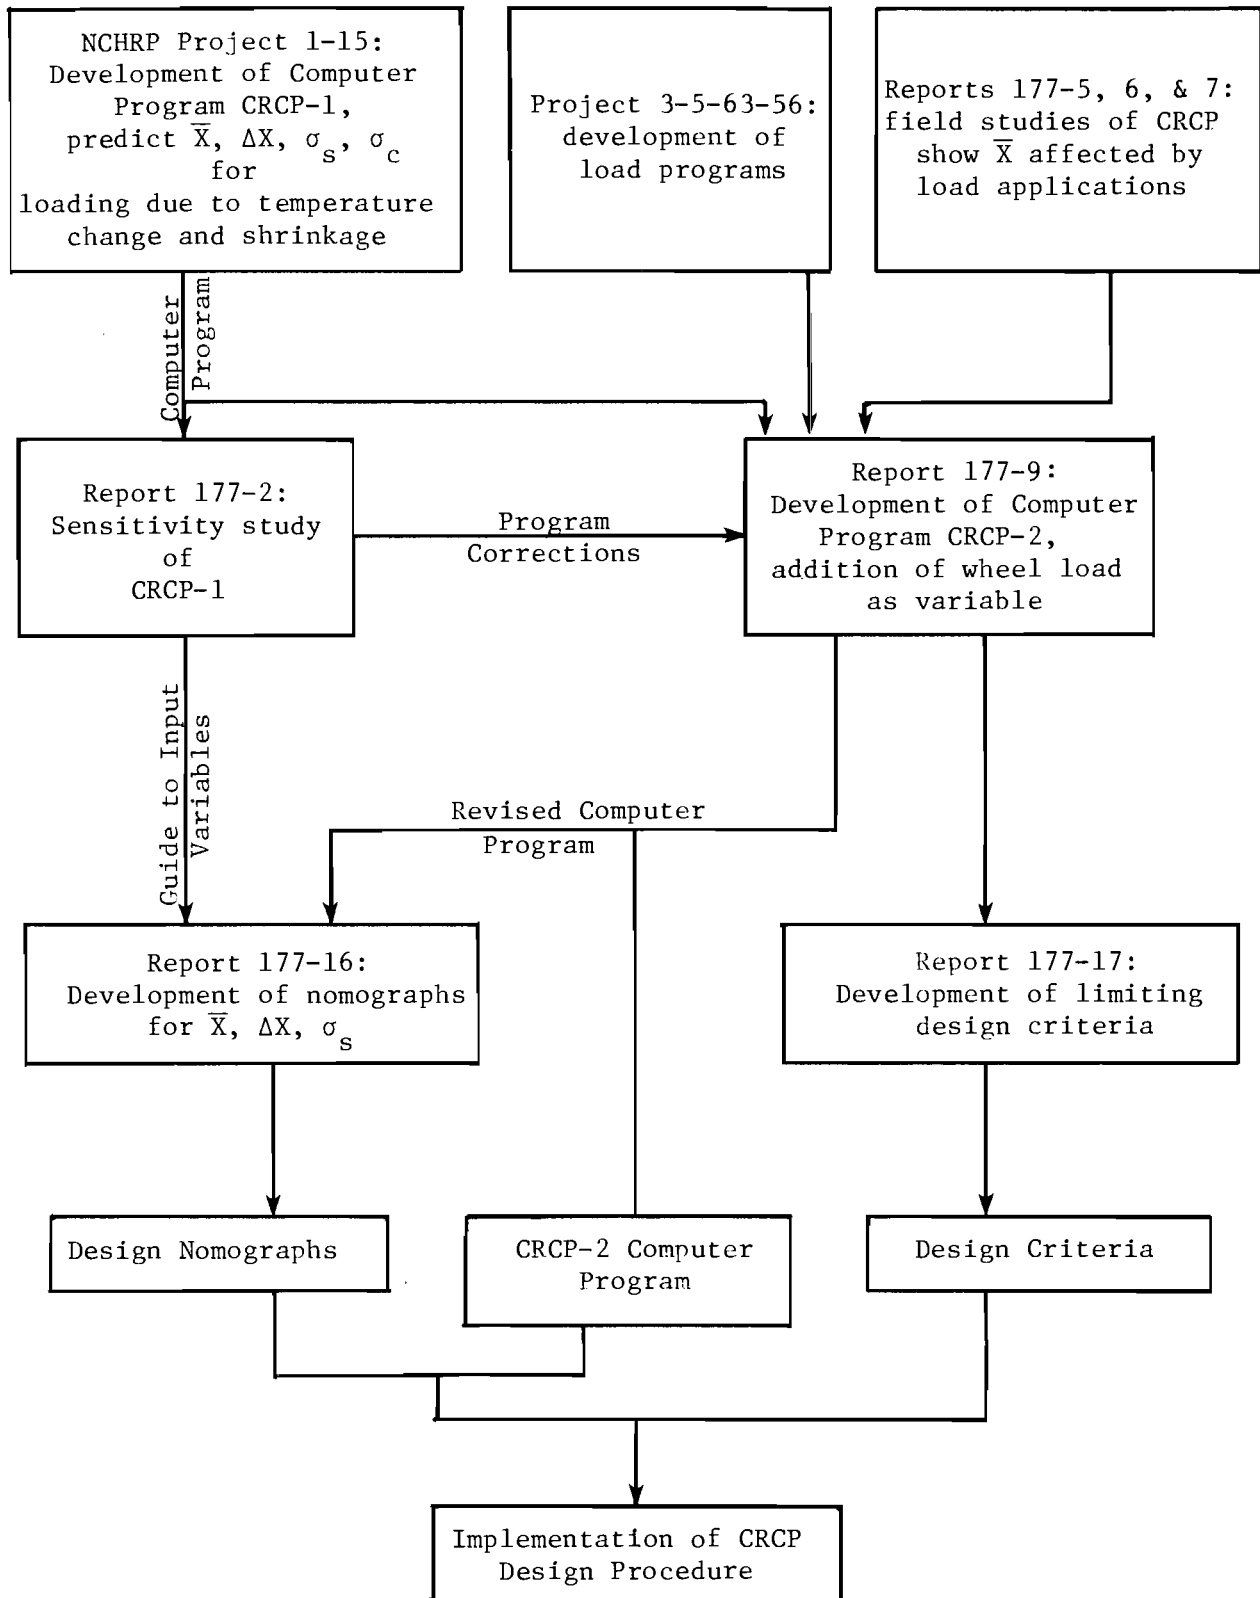 NCHRP Project 1-15:
Development of Computer
Program CRCP-1,
predict X̅, ΔX, σs, σc
for
loading due to temperature
change and shrinkage
Project 3-5-63-56:
development of
load programs
Reports 177-5, 6, & 7:
field studies of CRCP
show X̅ affected by
load applications
Computer
Program
Report 177-2:
Sensitivity study
of
CRCP-1
Program
Corrections
Report 177-9:
Development of Computer
Program CRCP-2,
addition of wheel load
as variable
Guide to Input
Variables
Revised Computer
Program
Report 177-16:
Development of nomographs
for X̅, ΔX, σs
Report 177-17:
Development of limiting
design criteria
Design Nomographs
CRCP-2 Computer
Program
Design Criteria
Implementation of CRCP
Design Procedure